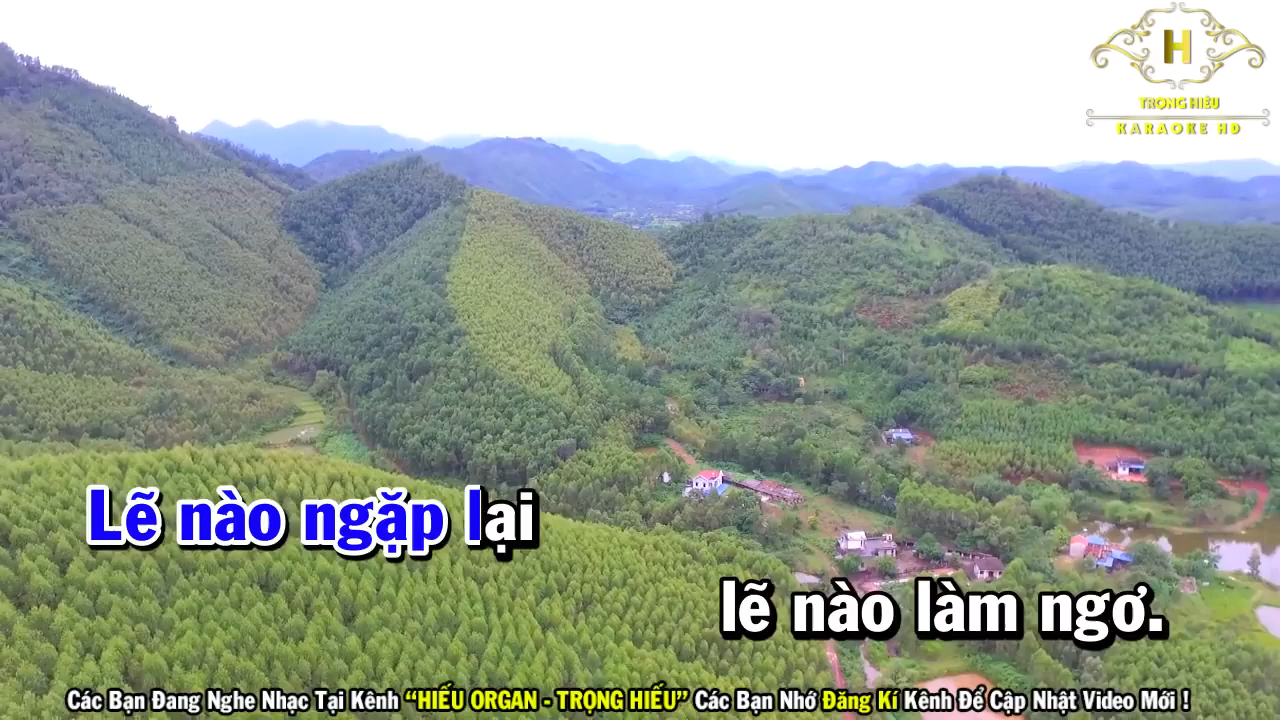 H
TRỌNG HIẾU
KARAOKE HD
Lẽ nào ngặp lại
lẽ nào làm ngơ.
Các Bạn Đang Nghe Nhạc Tại Kênh “HIẾU ORGAN - TRỌNG HIẾU” Các Bạn Nhớ Đăng Kí Kênh Để Cập Nhật Video Mới !